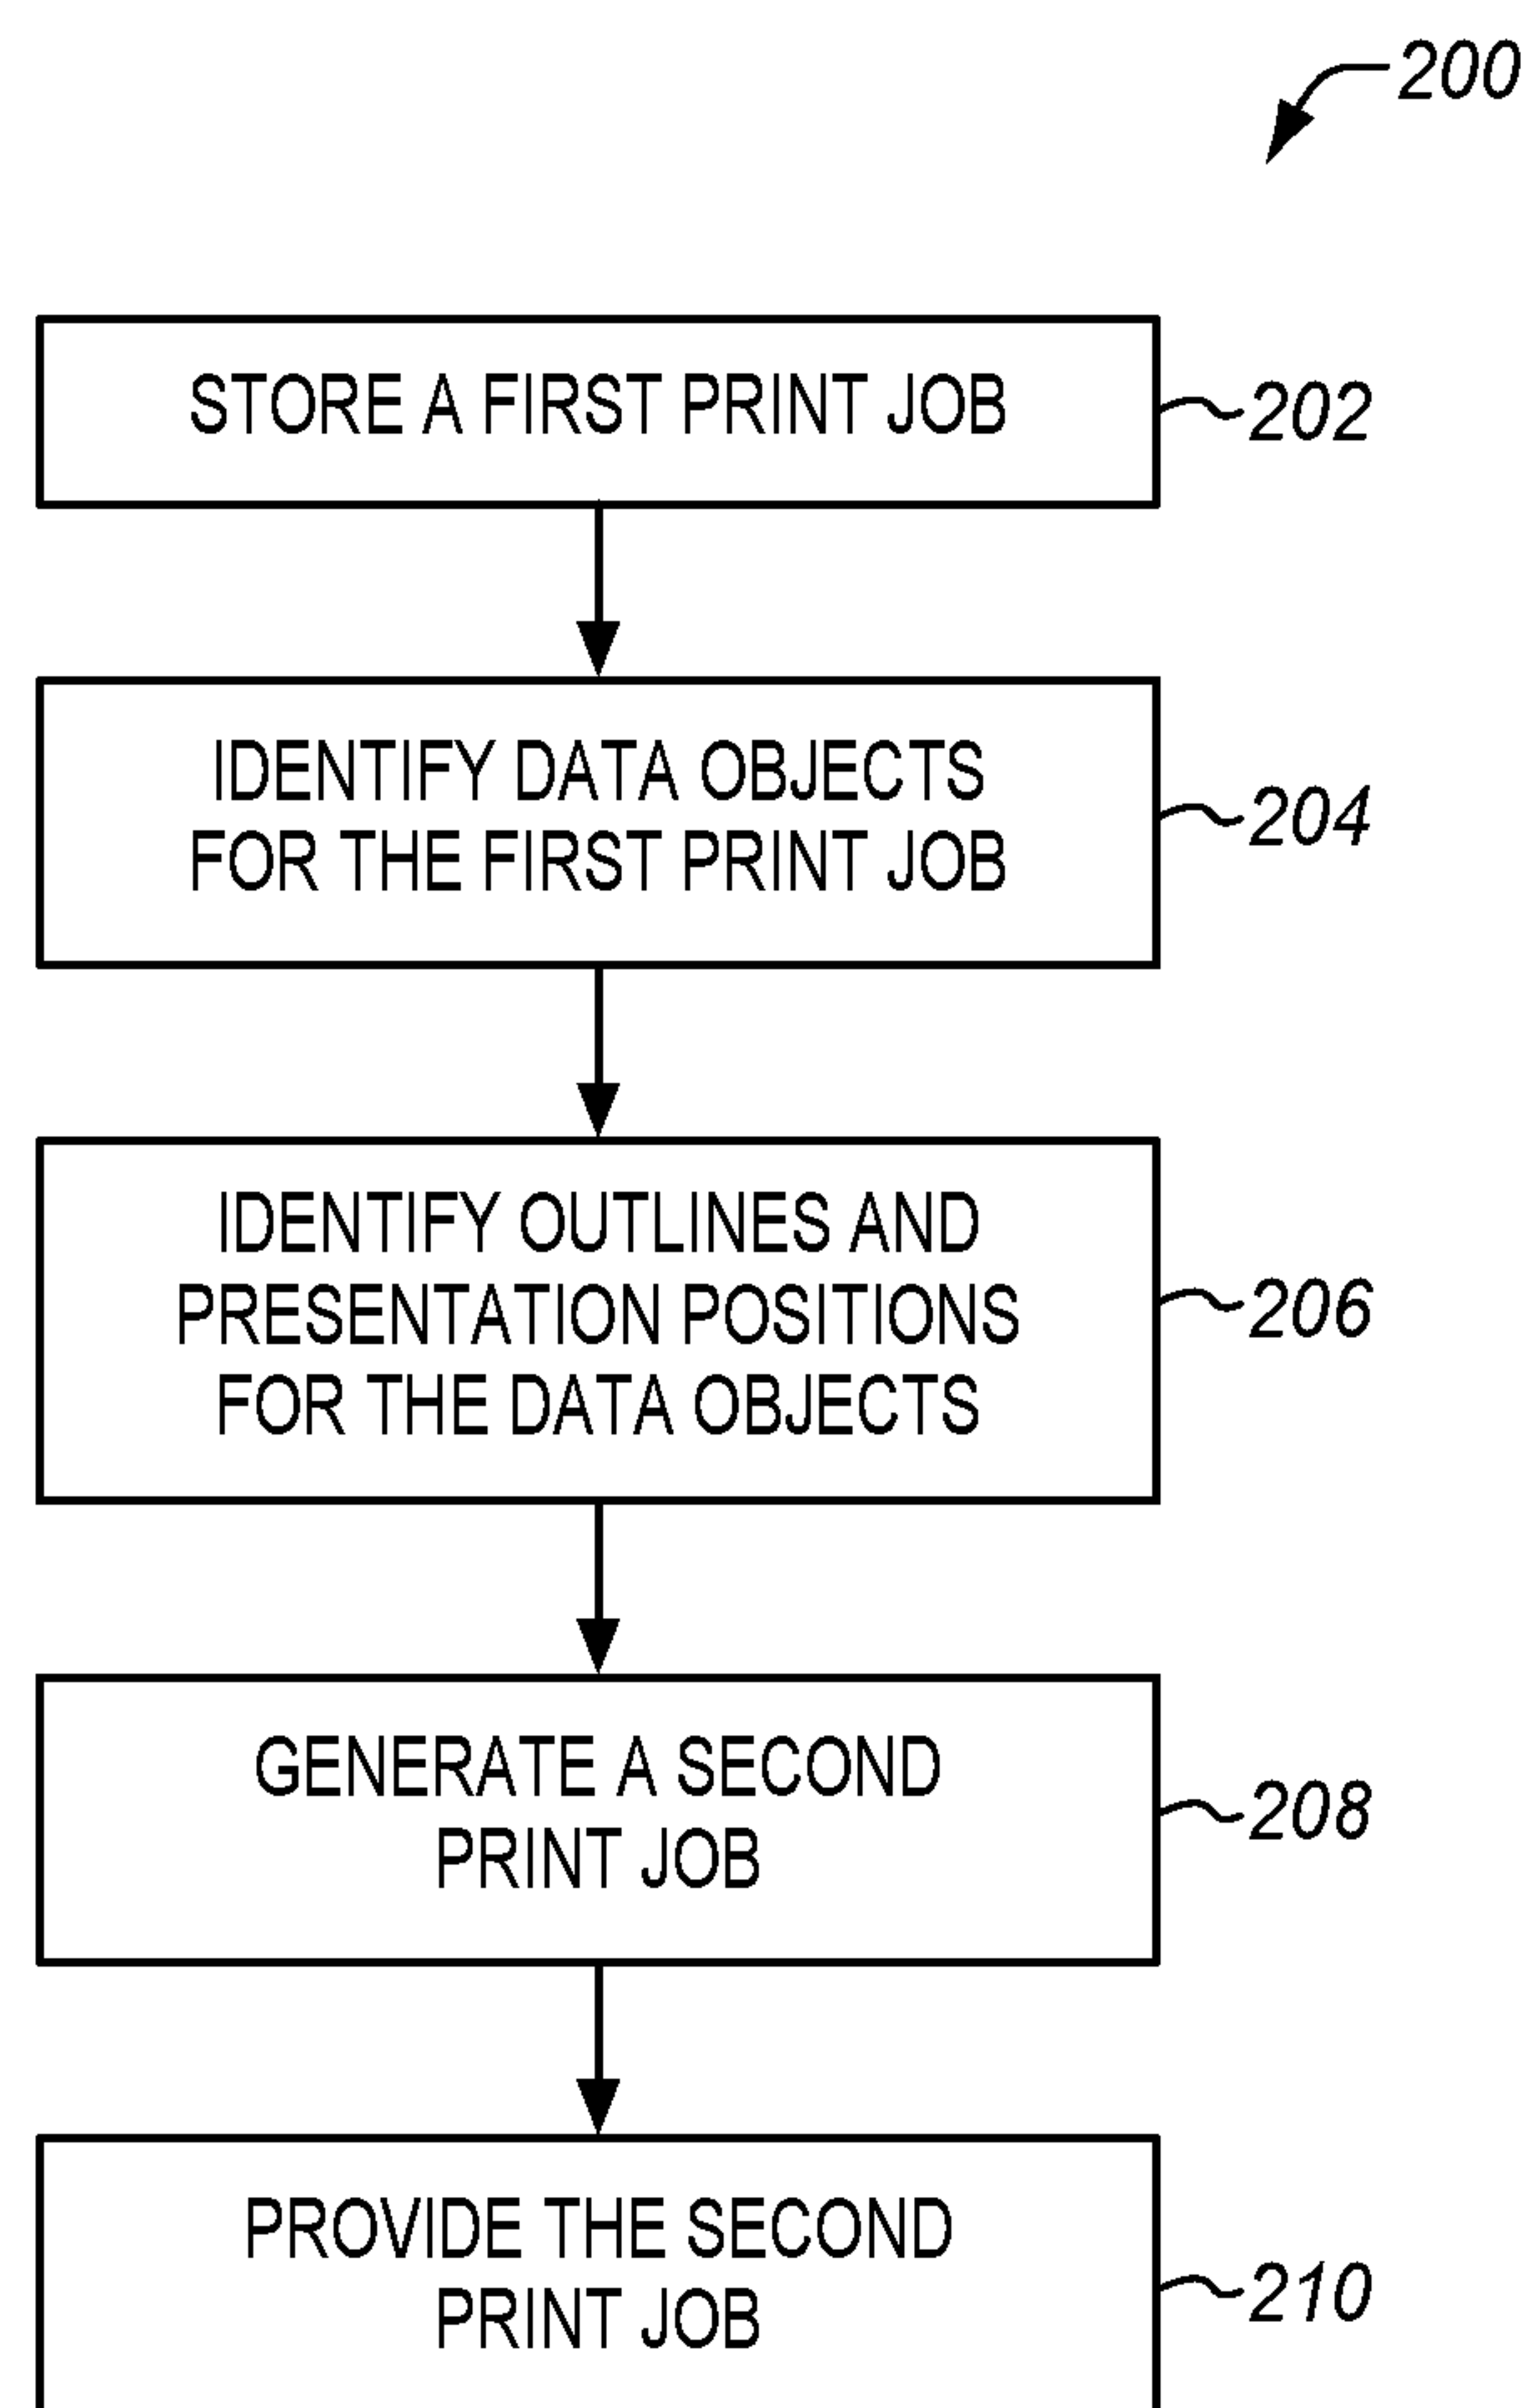 200
STORE A FIRST PRINT JOB
202
IDENTIFY DATA OBJECTS
FOR THE FIRST PRINT JOB
204
IDENTIFY OUTLINES AND
PRESENTATION POSITIONS
FOR THE DATA OBJECTS
206
GENERATE A SECOND
PRINT JOB
208
PROVIDE THE SECOND
PRINT JOB
210